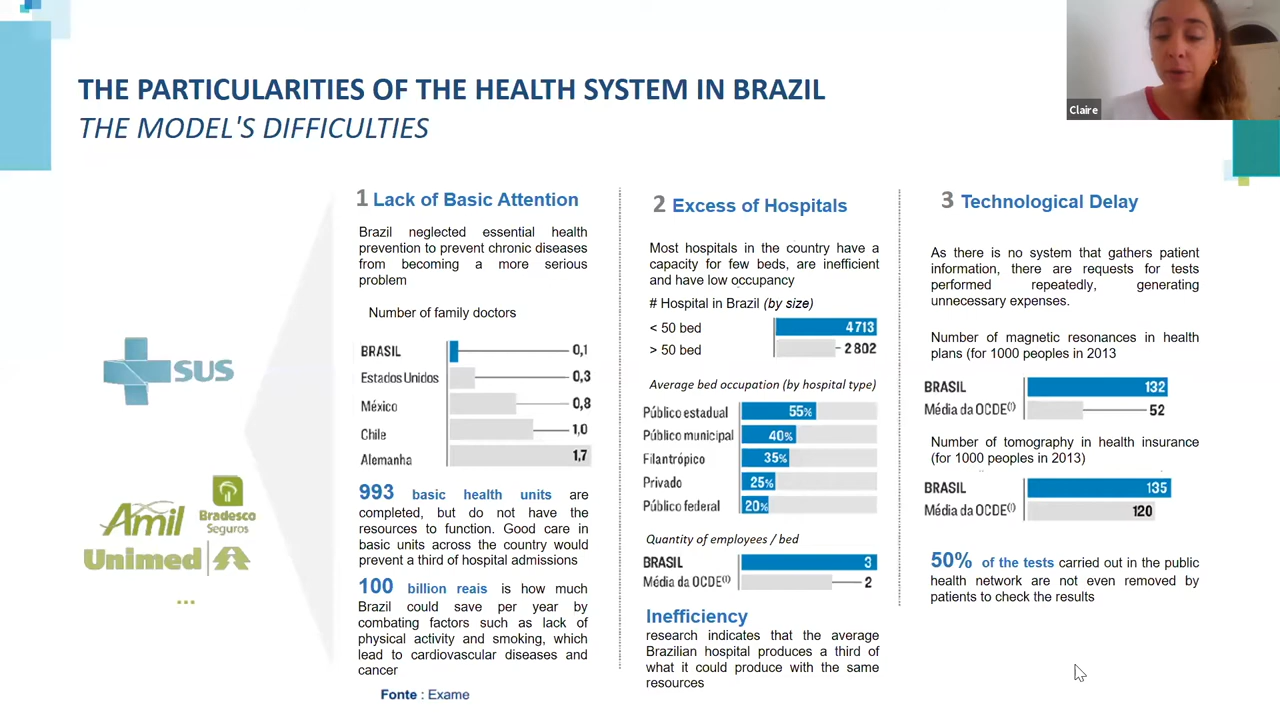 Claire
THE PARTICULARITIES OF THE HEALTH SYSTEM IN BRAZIL
THE MODEL'S DIFFICULTIES
SUS
Amil
Bradesco
Seguros
Unimed
...
1 Lack of Basic Attention
Brazil neglected essential health
prevention to prevent chronic diseases
from becoming a more serious
problem
Number of family doctors
BRASIL 0,1
Estados Unidos 0,3
México 0,8
Chile 1,0
Alemanha 1,7
993 basic health units are
completed, but do not have the
resources to function. Good care in
basic units across the country would
prevent a third of hospital admissions
100 billion reais is how much
Brazil could save per year by
combating factors such as lack of
physical activity and smoking, which
lead to cardiovascular diseases and
cancer
Fonte : Exame
2 Excess of Hospitals
Most hospitals in the country have a
capacity for few beds, are inefficient
and have low occupancy
# Hospital in Brazil (by size)
< 50 bed 4 713
> 50 bed 2 802
Average bed occupation (by hospital type)
Público estadual 55%
Público municipal 40%
Filantrópico 35%
Privado 25%
Público federal 20%
Quantity of employees / bed
BRASIL 3
Média da OCDE(I) 2
Inefficiency
research indicates that the average
Brazilian hospital produces a third of
what it could produce with the same
resources
3 Technological Delay
As there is no system that gathers patient
information, there are requests for tests
performed repeatedly, generating
unnecessary expenses.
Number of magnetic resonances in health
plans (for 1000 peoples in 2013
BRASIL 132
Média da OCDE(I) 52
Number of tomography in health insurance
(for 1000 peoples in 2013)
BRASIL 135
Média da OCDE(I) 120
50% of the tests carried out in the public
health network are not even removed by
patients to check the results